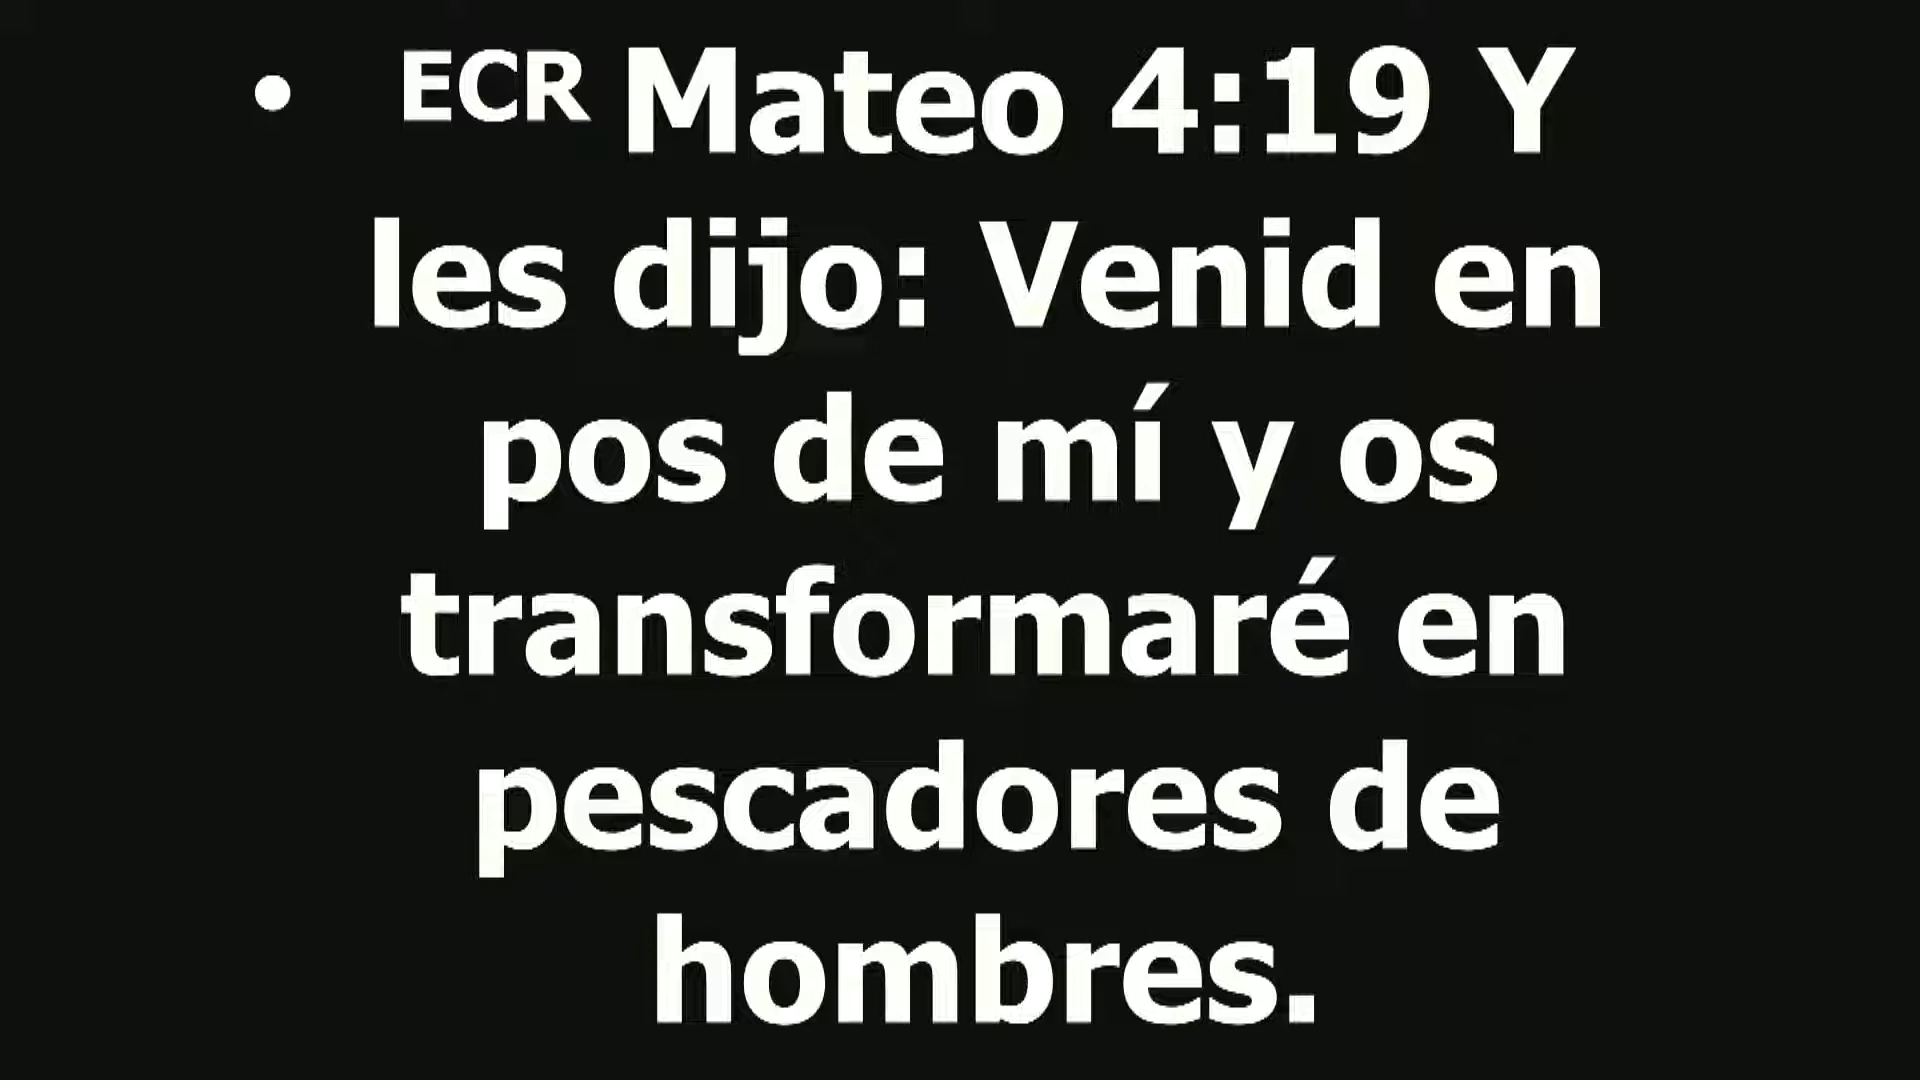 • ECR Mateo 4:19 Y
les dijo: Venid en
pos de mí y os
transformaré en
pescadores de
hombres.